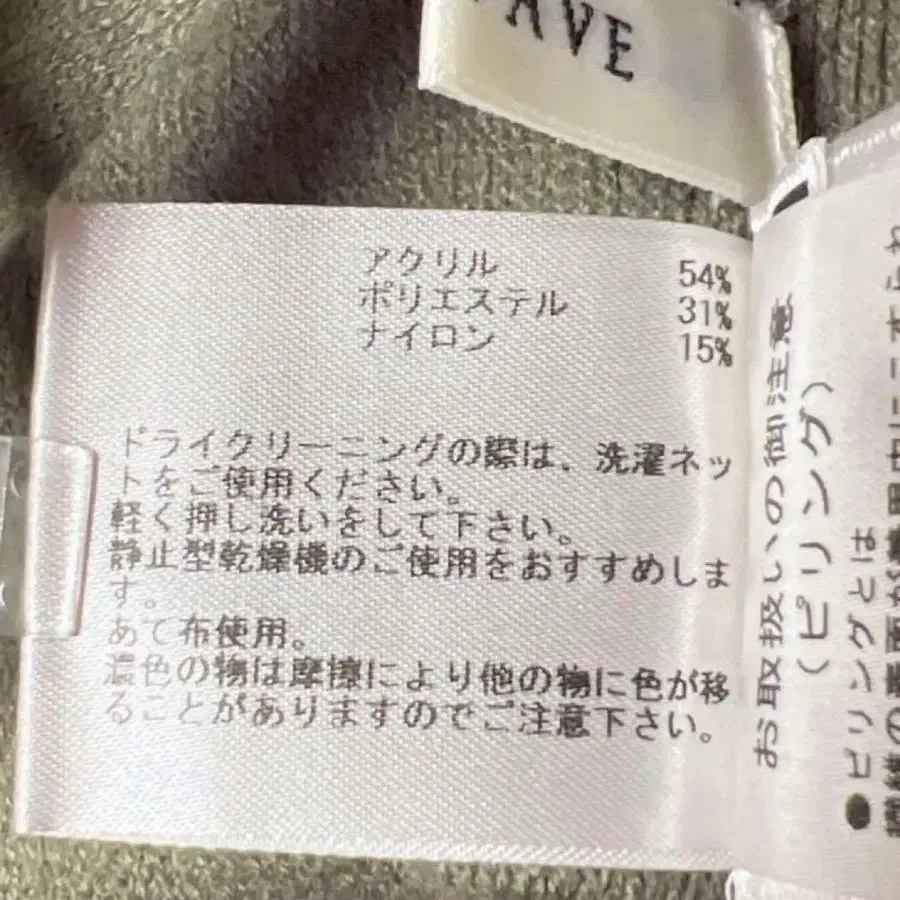 AVE
アクリル 54%
ポリエステル 31%
ナイロン 15%
ドライクリーニングの際は、洗濯ネッ
トをご使用ください。
軽く押し洗いをして下さい。
静止型乾燥機のご使用をおすすめしま
す。
あて布使用。
濃色の物は摩擦により他の物に色が移
ることがありますのでご注意下さい。
お取扱いの御注意
(ピリング)
●ピリングとは